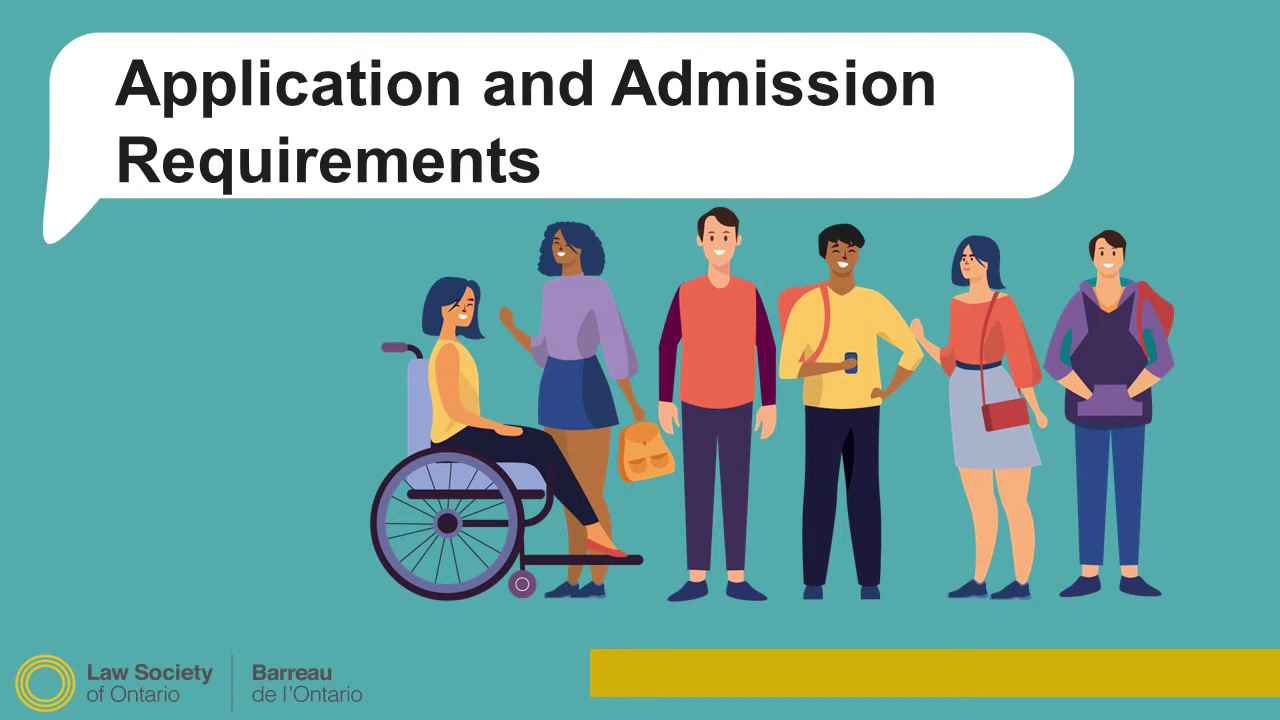 Application and Admission
Requirements
Law Society
of Ontario
Barreau
de l'Ontario